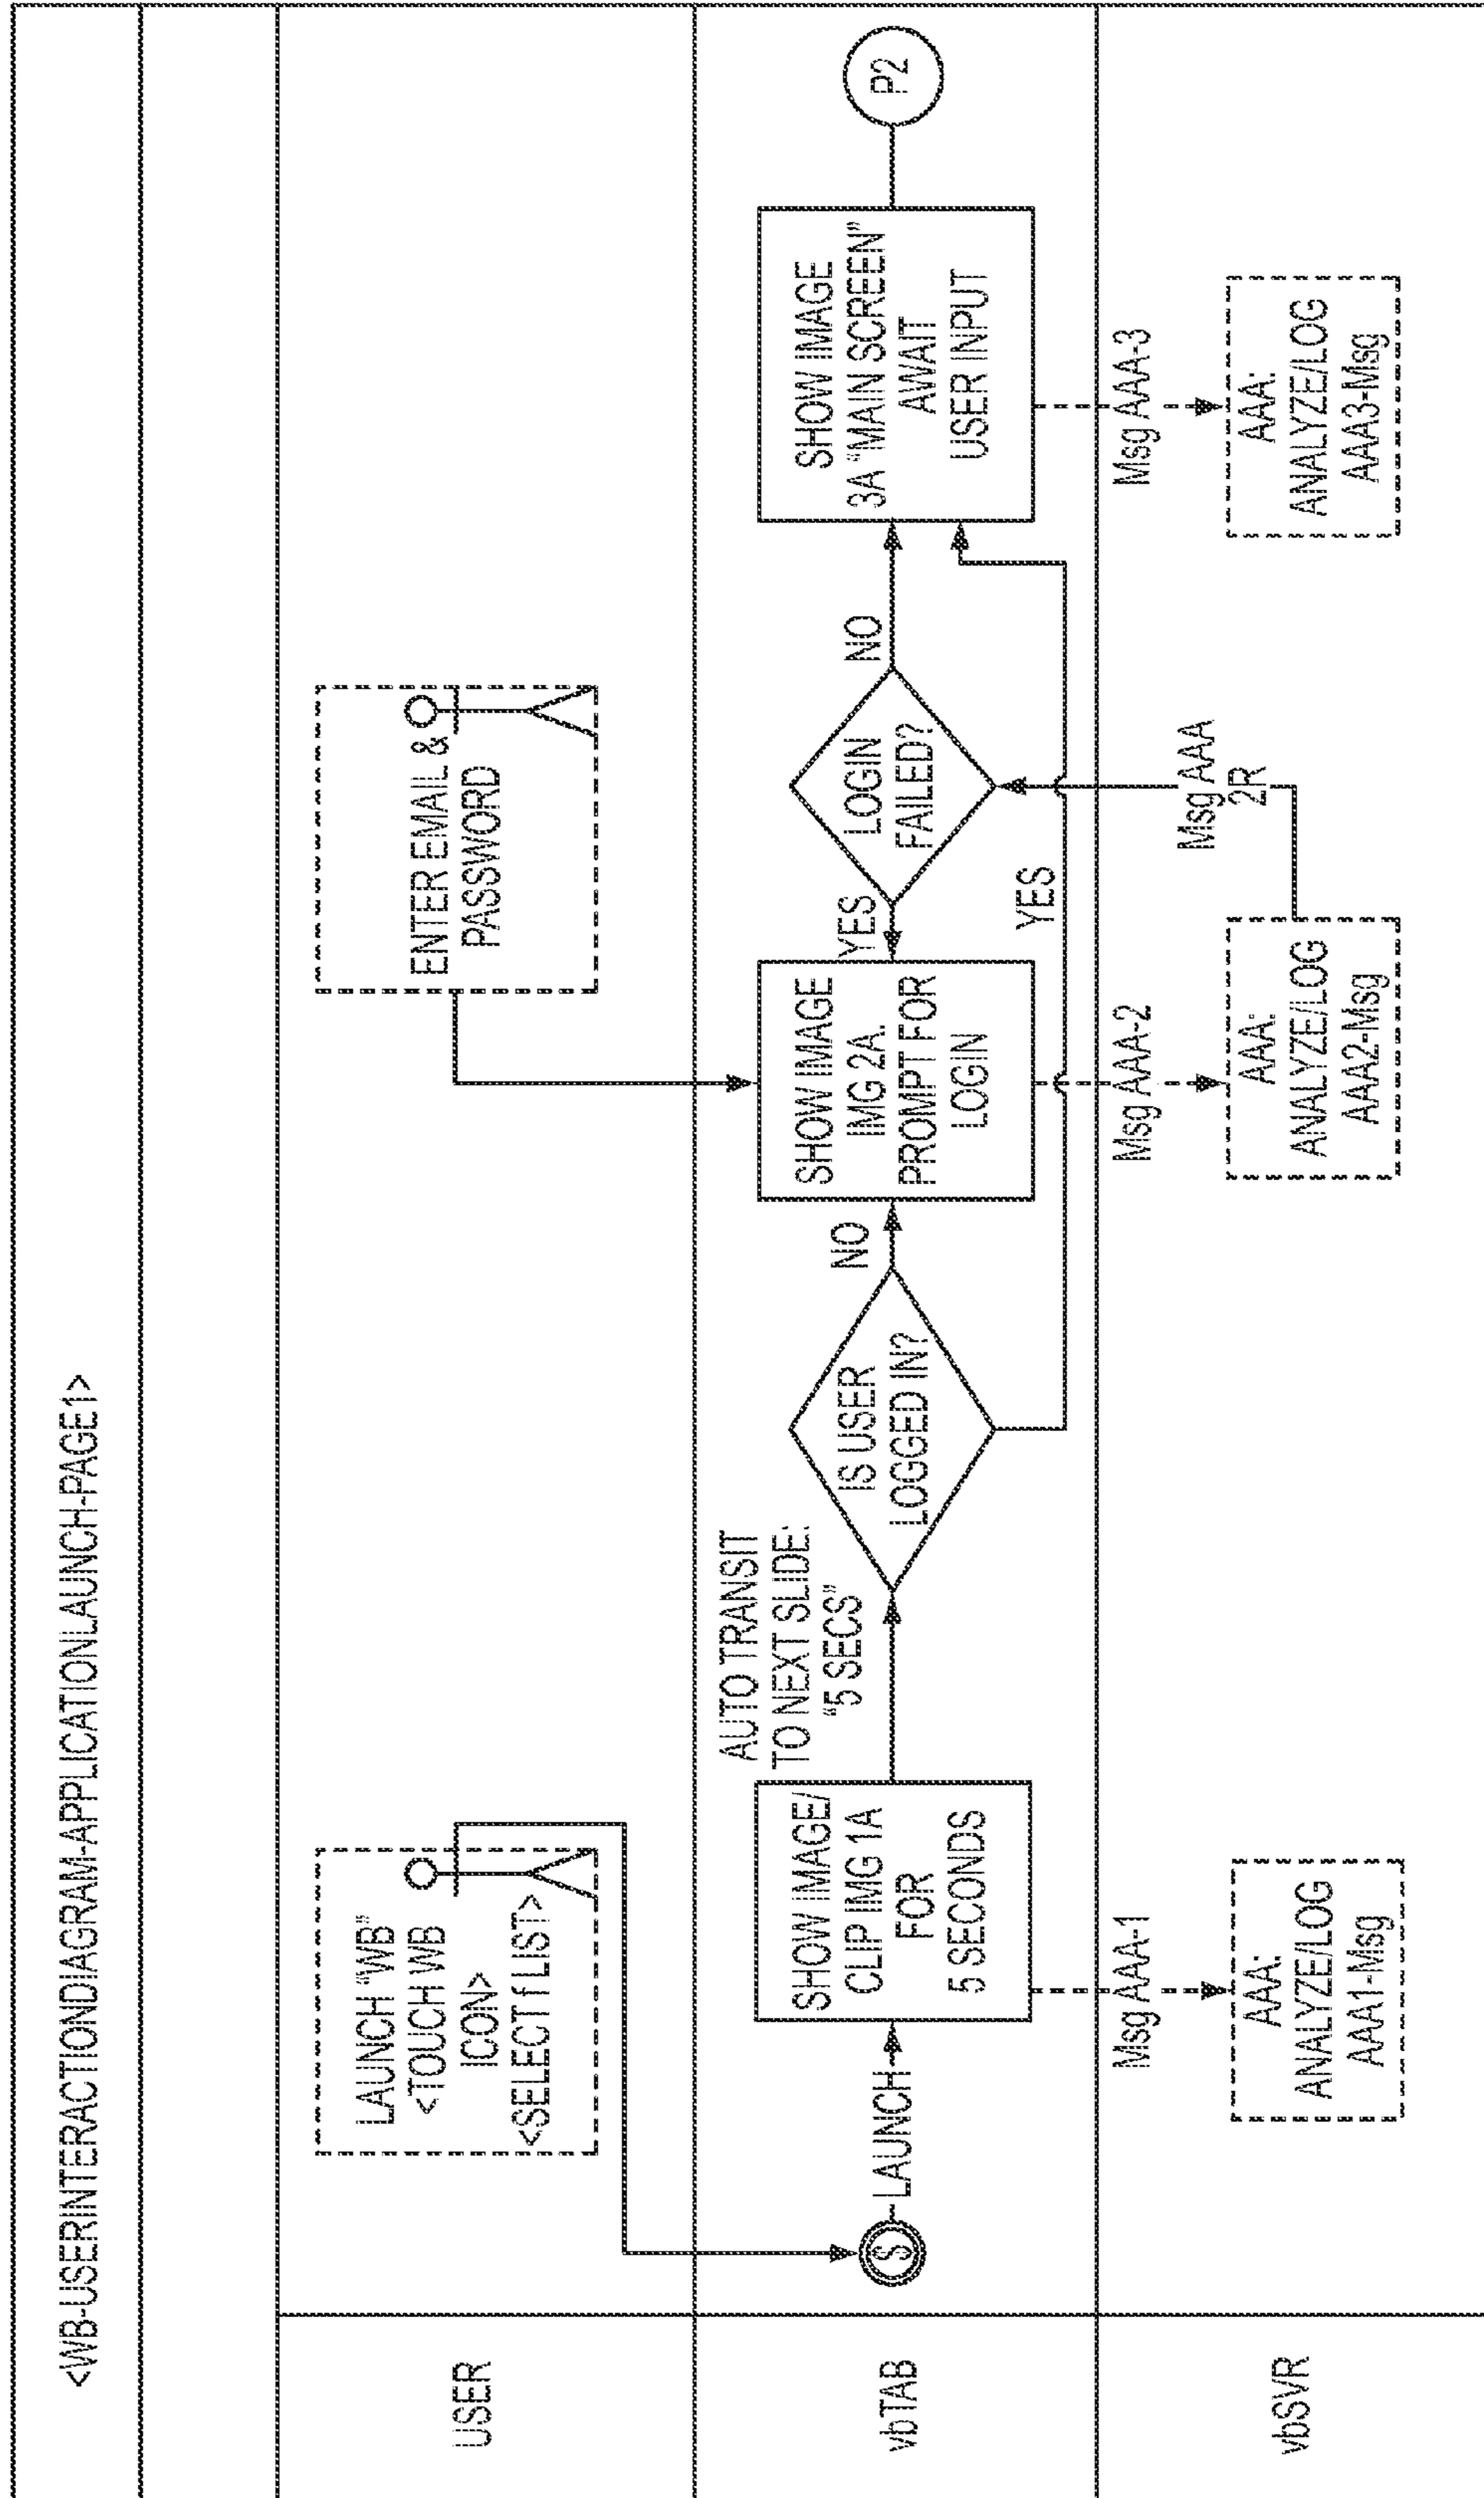 <WB-USERINTERACTIONDIAGRAM-APPLICATIONLAUNCH-PAGE1>
USER
LAUNCH "WB"
<TOUCH WB
ICON>
<SELECT f LIST>
ENTER EMAIL &
PASSWORD
vbTAB
S
LAUNCH
SHOW IMAGE/
CLIP IMG 1A
FOR
5 SECONDS
AUTO TRANSIT
TO NEXT SLIDE:
"5 SECS"
IS USER
LOGGED IN?
NO
YES
SHOW IMAGE
IMG 2A.
PROMPT FOR
LOGIN
YES
LOGIN
FAILED?
NO
SHOW IMAGE
3A "MAIN SCREEN"
AWAIT
USER INPUT
P2
vbSVR
Msg AAA-1
AAA:
ANALYZE/LOG
AAA1-Msg
Msg AAA-2
AAA:
ANALYZE/LOG
AAA2-Msg
Msg AAA
2R
Msg AAA-3
AAA:
ANALYZE/LOG
AAA3-Msg